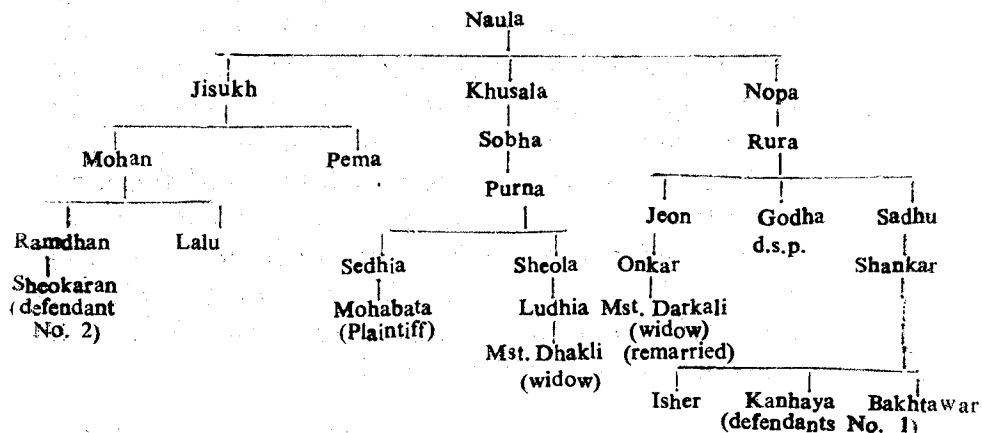 Naula
Jisukh Khusala Nopa
Mohan Pema Sobha Rura
Purna
Ramdhan Lalu Jeon Godha Sadhu
d.s.p.
Sedhia Sheola Onkar Shankar
Sheokaran
(defendant
No. 2)
Mohabata Ludhia Mst. Darkali
(Plaintiff) (widow)
(remarried)
Mst. Dhakli
(widow)
Isher Kanhaya Bakhtawar
(defendants No. 1)